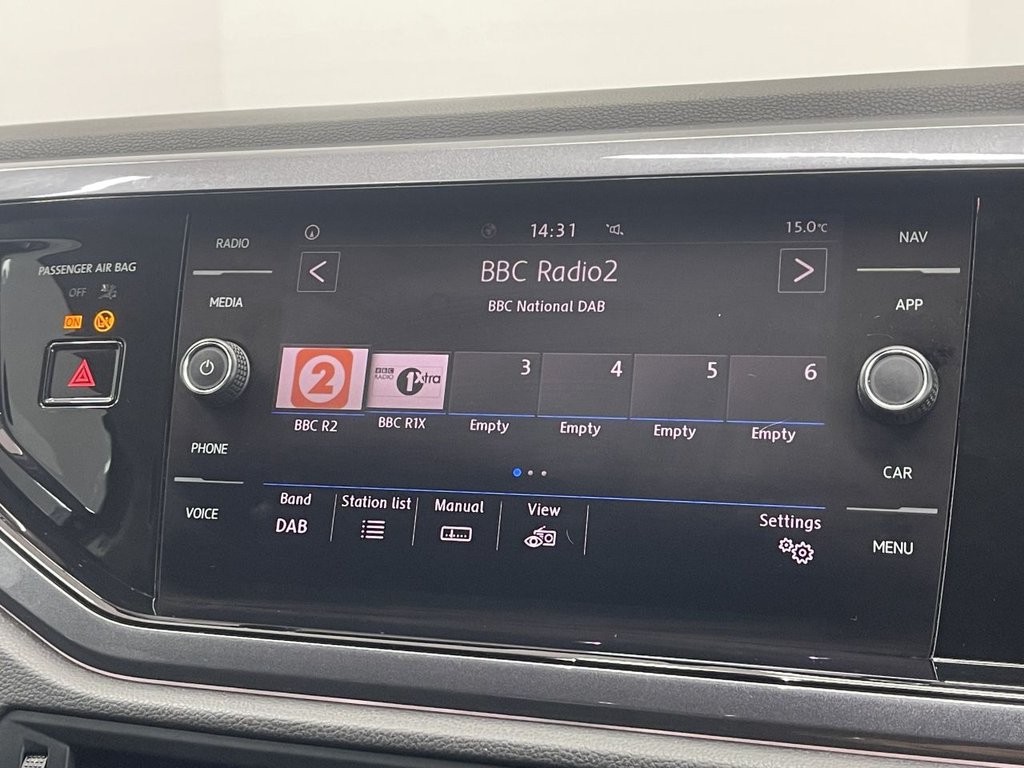 PASSENGER AIR BAG
OFF
ON
RADIO
MEDIA
PHONE
VOICE
14:31
15.0°C
BBC Radio2
BBC National DAB
2
BBC RADIO 1Xtra
3
4
5
6
BBC R2
BBC R1X
Empty
Empty
Empty
Empty
Band
DAB
Station list
Manual
View
Settings
NAV
APP
CAR
MENU